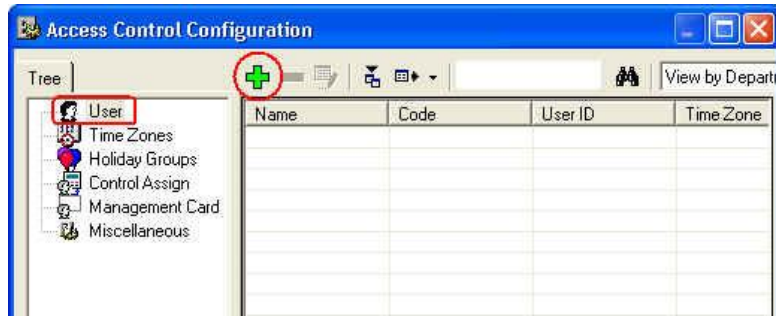 Access Control Configuration
Tree
View by Depart
User
Time Zones
Holiday Groups
Control Assign
Management Card
Miscellaneous
Name Code User ID Time Zone